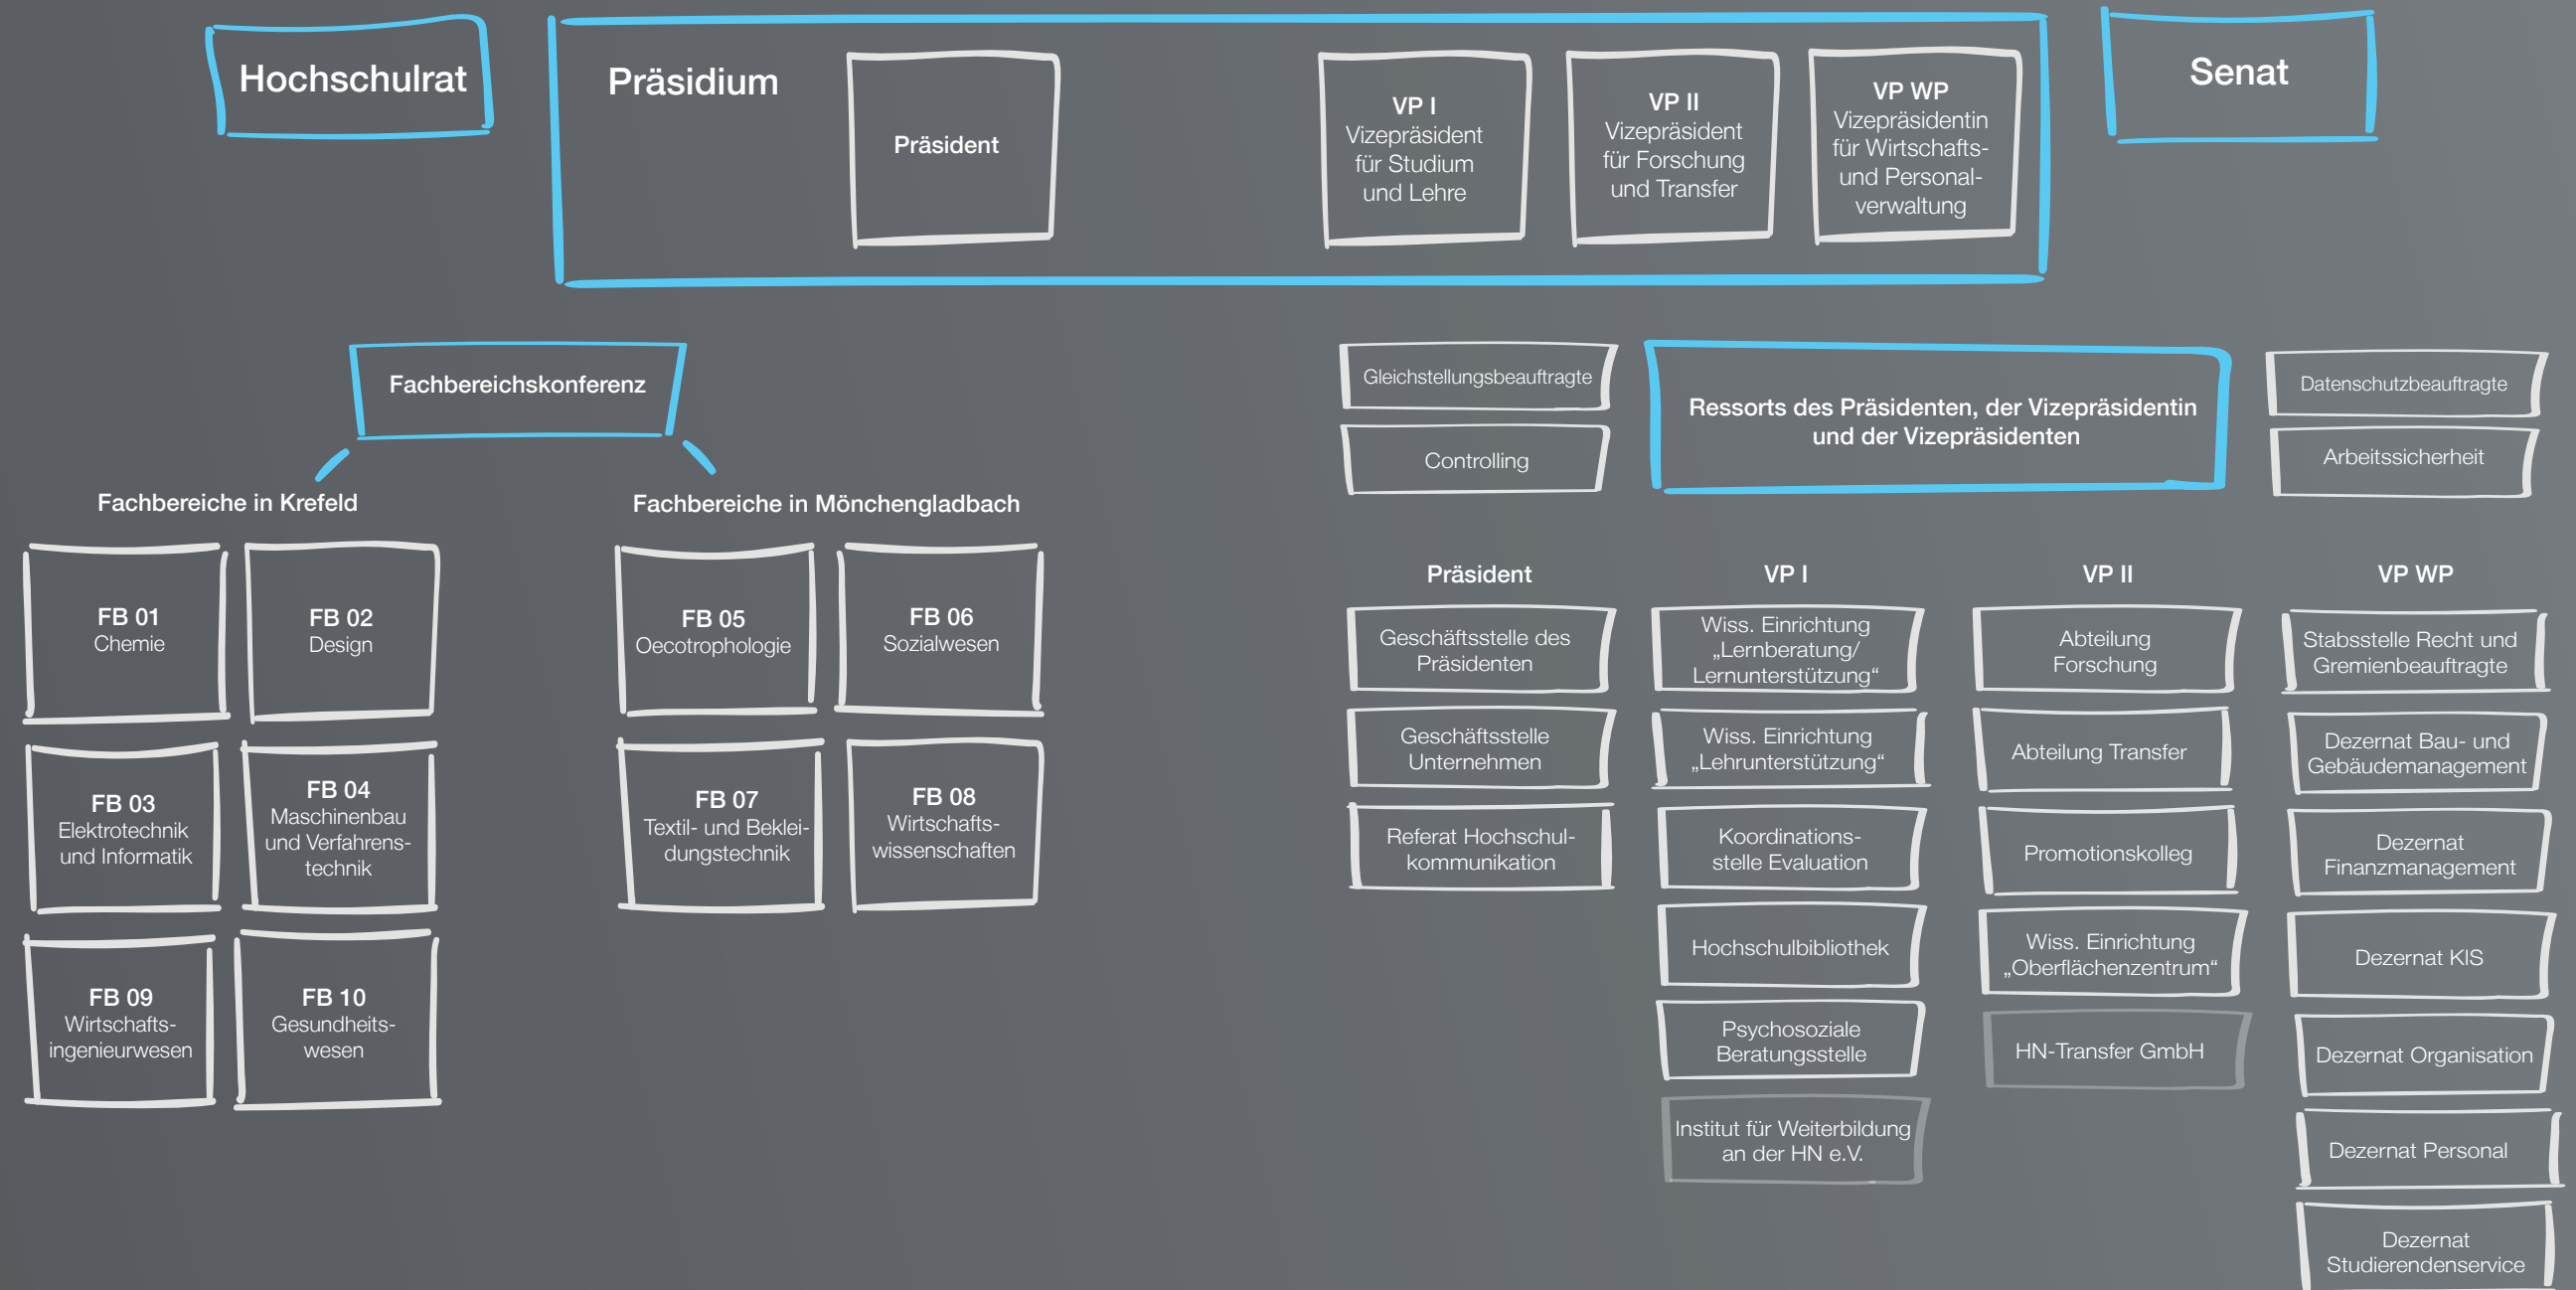 Hochschulrat
Präsidium
Präsident
VP I
Vizepräsident
für Studium
und Lehre
VP II
Vizepräsident
für Forschung
und Transfer
VP WP
Vizepräsidentin
für Wirtschafts-
und Personal-
verwaltung
Senat
Fachbereichskonferenz
Fachbereiche in Krefeld
FB 01
Chemie
FB 02
Design
FB 03
Elektrotechnik
und Informatik
FB 04
Maschinenbau
und Verfahrens-
technik
FB 09
Wirtschafts-
ingenieurwesen
FB 10
Gesundheits-
wesen
Fachbereiche in Mönchengladbach
FB 05
Oecotrophologie
FB 06
Sozialwesen
FB 07
Textil- und Beklei-
dungstechnik
FB 08
Wirtschafts-
wissenschaften
Gleichstellungsbeauftragte
Controlling
Ressorts des Präsidenten, der Vizepräsidentin
und der Vizepräsidenten
Datenschutzbeauftragte
Arbeitssicherheit
Präsident
Geschäftsstelle des
Präsidenten
Geschäftsstelle
Unternehmen
Referat Hochschul-
kommunikation
VP I
Wiss. Einrichtung
„Lernberatung/
Lernunterstützung“
Wiss. Einrichtung
„Lehrunterstützung“
Koordinations-
stelle Evaluation
Hochschulbibliothek
Psychosoziale
Beratungsstelle
Institut für Weiterbildung
an der HN e.V.
VP II
Abteilung
Forschung
Abteilung Transfer
Promotionskolleg
Wiss. Einrichtung
„Oberflächenzentrum“
HN-Transfer GmbH
VP WP
Stabsstelle Recht und
Gremienbeauftragte
Dezernat Bau- und
Gebäudemanagement
Dezernat
Finanzmanagement
Dezernat KIS
Dezernat Organisation
Dezernat Personal
Dezernat
Studierendenservice